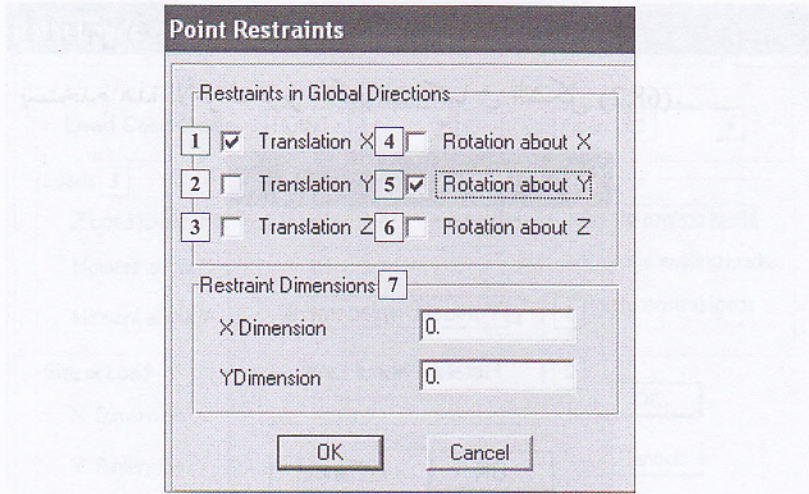 Point Restraints
Restraints in Global Directions
1 Translation X 4 Rotation about X
2 Translation Y 5 Rotation about Y
3 Translation Z 6 Rotation about Z
Restraint Dimensions 7
X Dimension 0.
YDimension 0.
OK Cancel